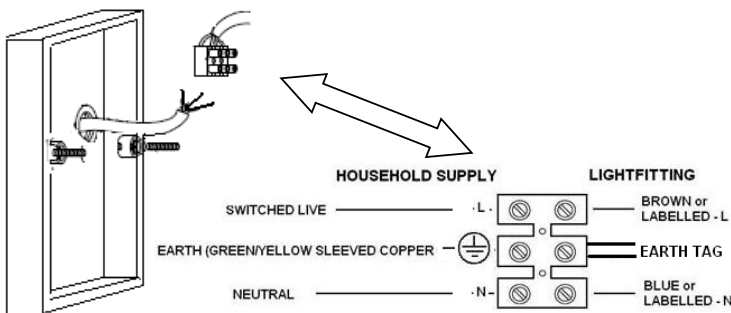 HOUSEHOLD SUPPLY LIGHTFITTING
SWITCHED LIVE L BROWN or
LABELLED - L
EARTH (GREEN/YELLOW SLEEVED COPPER EARTH TAG
NEUTRAL N BLUE or
LABELLED - N